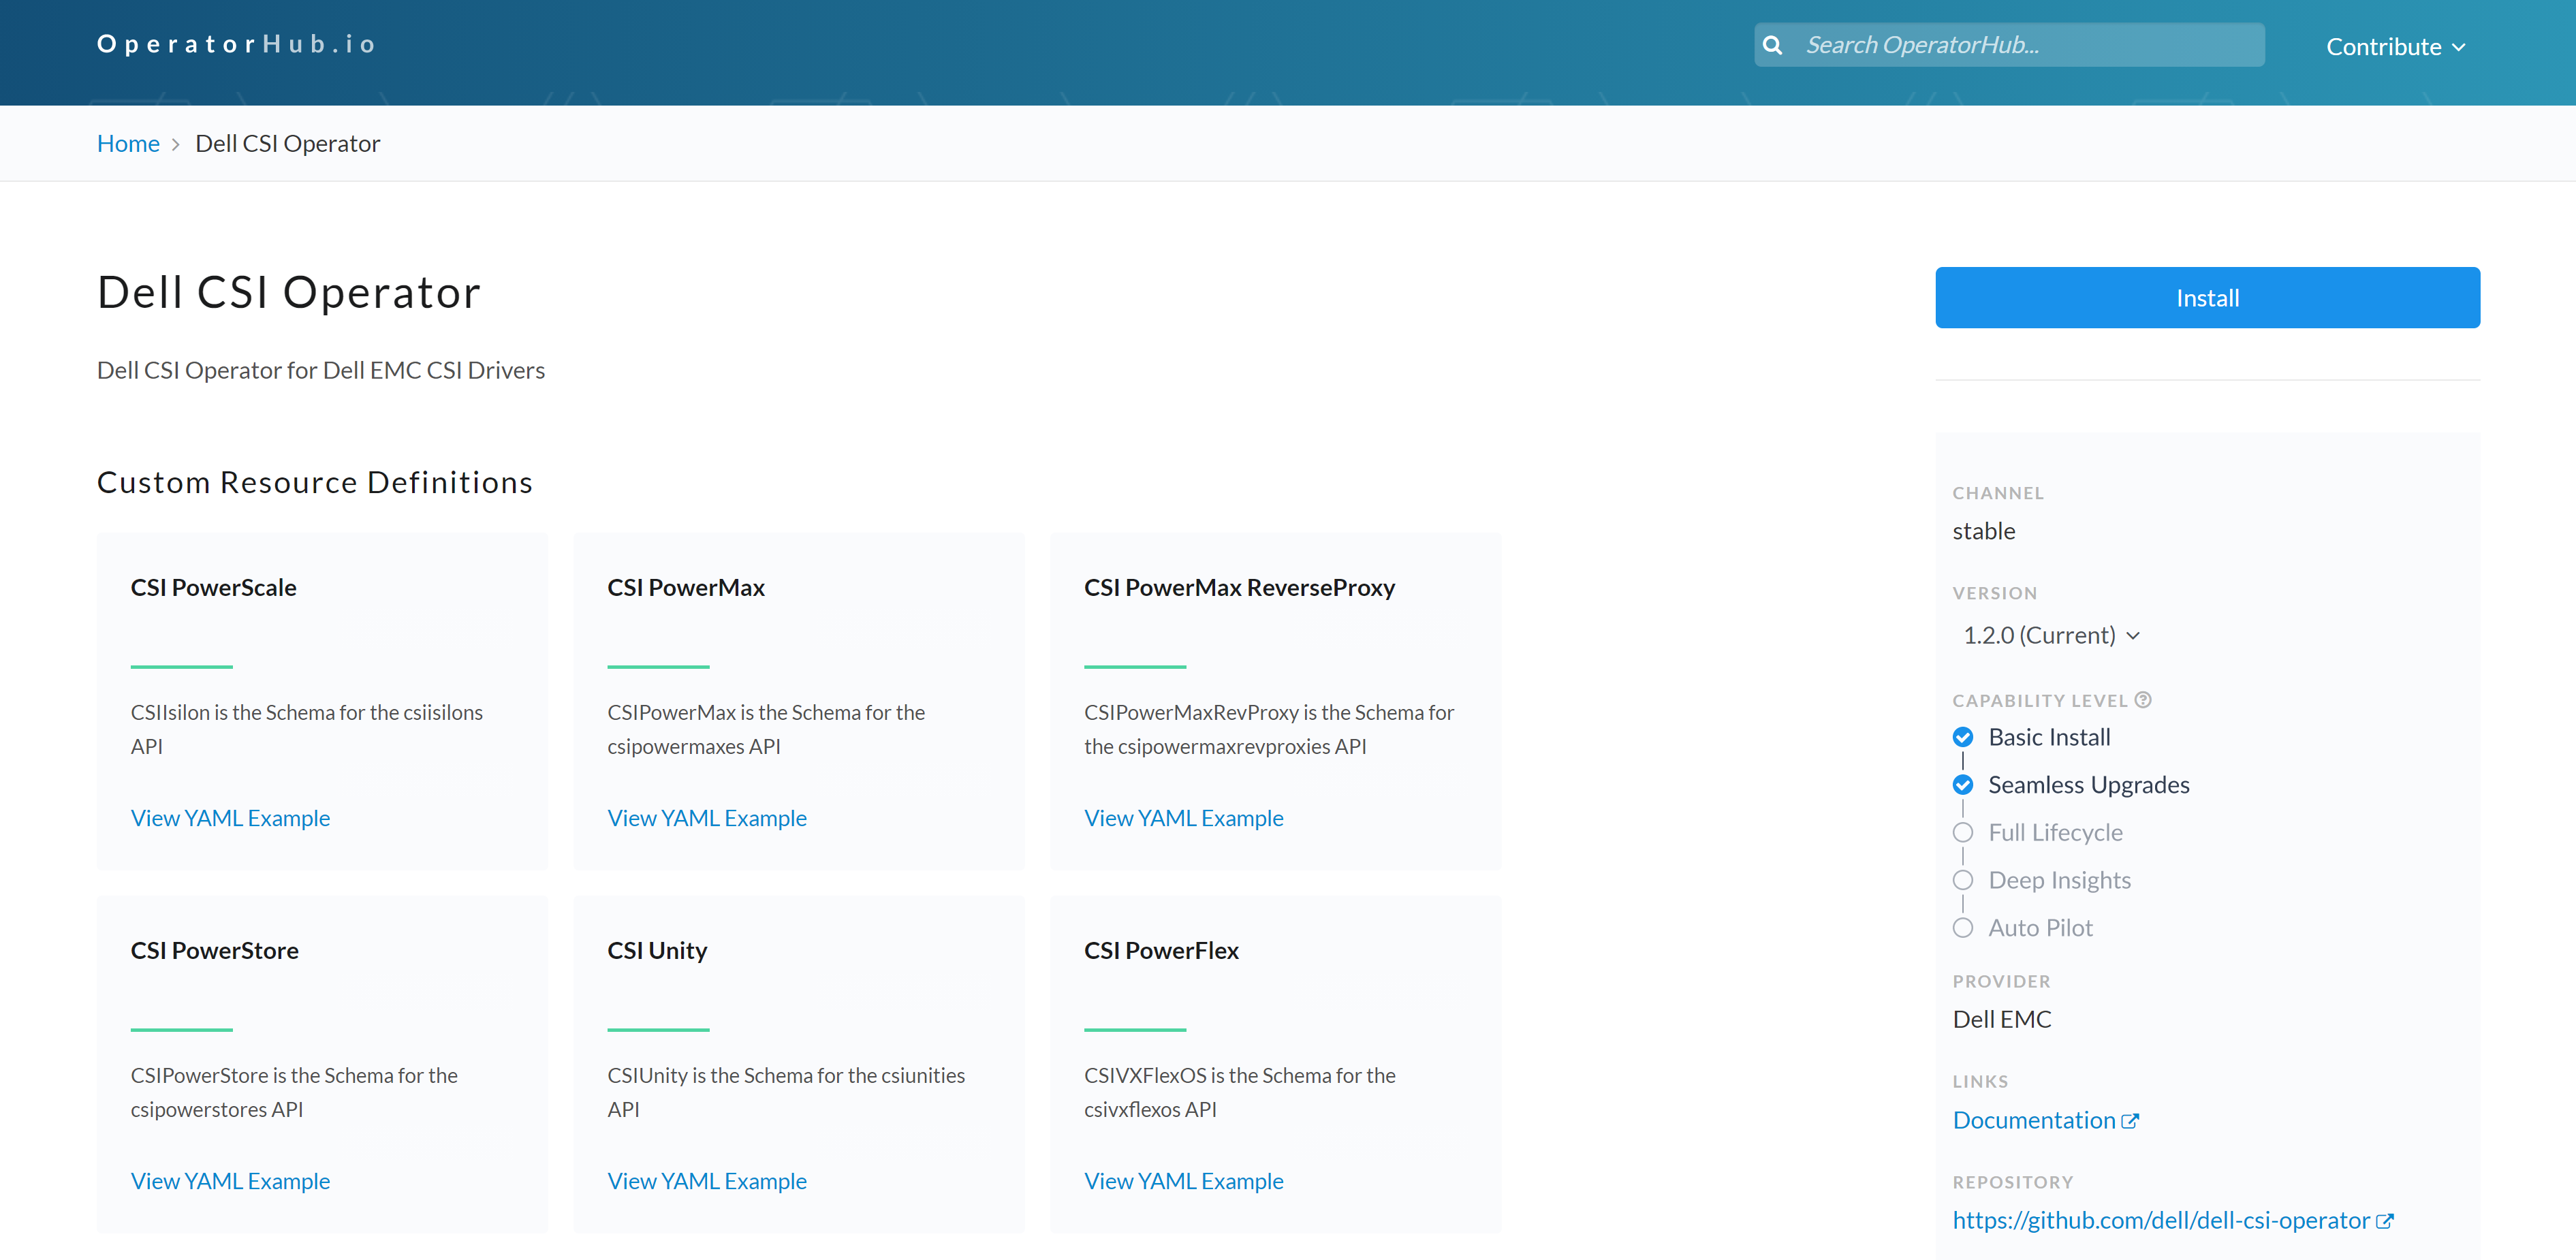 OperatorHub.io
Search OperatorHub...
Contribute
Home > Dell CSI Operator
Dell CSI Operator
Dell CSI Operator for Dell EMC CSI Drivers
Custom Resource Definitions
CSI PowerScale
CSIIsilon is the Schema for the csiisilons
API
View YAML Example
CSI PowerMax
CSIPowerMax is the Schema for the
csipowermaxes API
View YAML Example
CSI PowerMax ReverseProxy
CSIPowerMaxRevProxy is the Schema for
the csipowermaxrevproxies API
View YAML Example
CSI PowerStore
CSIPowerStore is the Schema for the
csipowerstores API
View YAML Example
CSI Unity
CSIUnity is the Schema for the csiunities
API
View YAML Example
CSI PowerFlex
CSIVXFlexOS is the Schema for the
csivxflexos API
View YAML Example
Install
CHANNEL
stable
VERSION
1.2.0 (Current)
CAPABILITY LEVEL
Basic Install
Seamless Upgrades
Full Lifecycle
Deep Insights
Auto Pilot
PROVIDER
Dell EMC
LINKS
Documentation
REPOSITORY
https://github.com/dell/dell-csi-operator